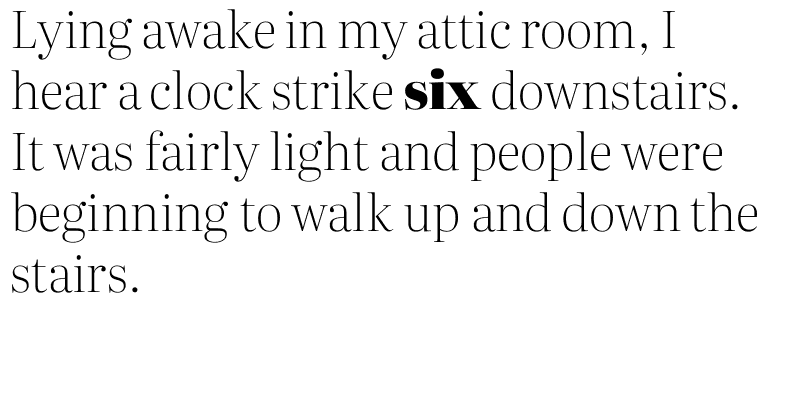 Lying awake in my attic room, I
hear a clock strike six downstairs.
It was fairly light and people were
beginning to walk up and down the
stairs.